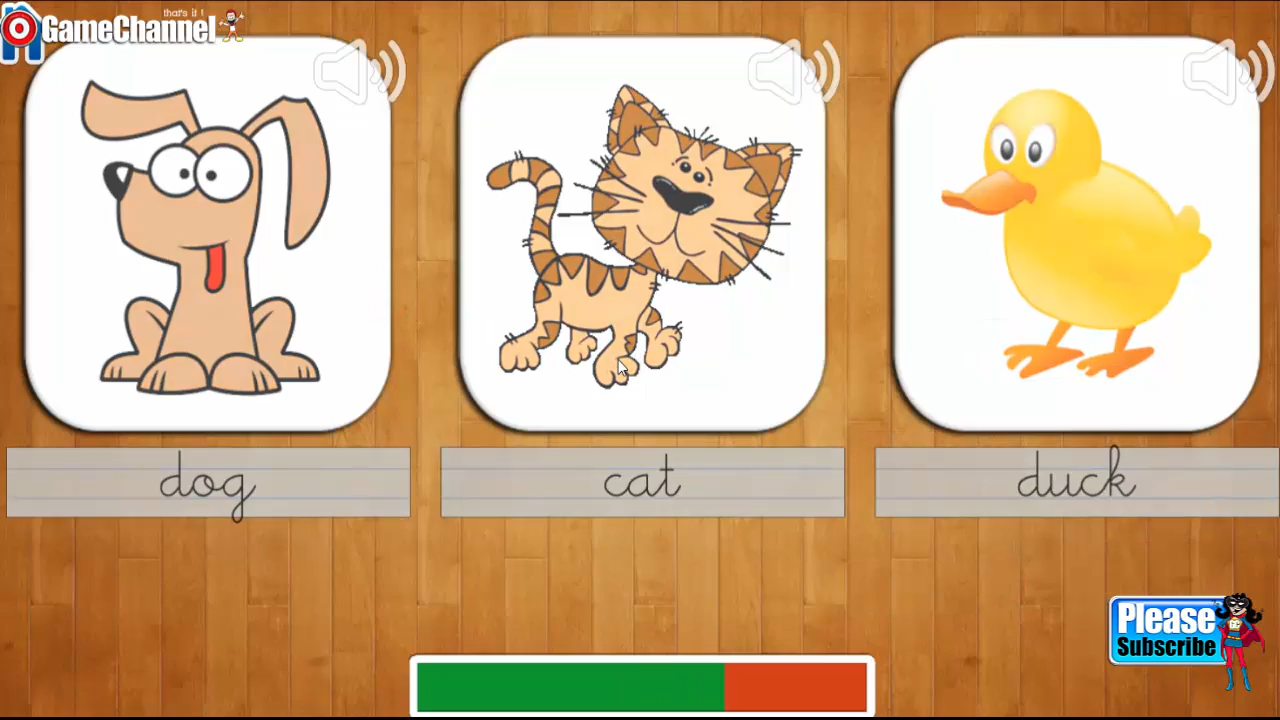 that's it !
GameChannel
dog
cat
duck
Please
Subscribe